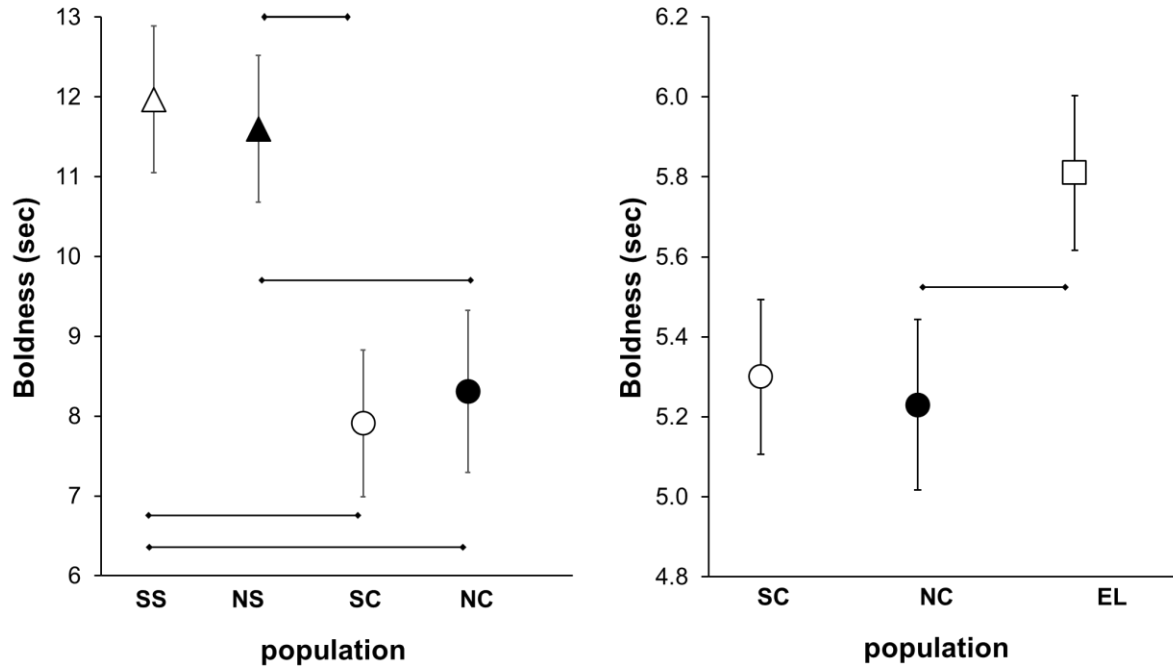 Boldness (sec)
13
12
11
10
9
8
7
6
SS NS SC NC
population
Boldness (sec)
6.2
6.0
5.8
5.6
5.4
5.2
5.0
4.8
SC NC EL
population